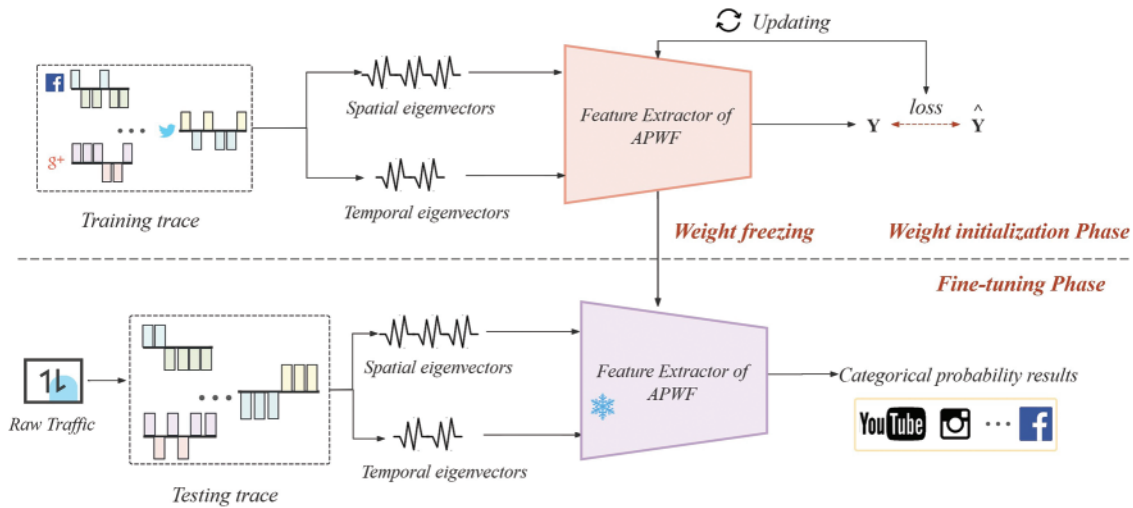 Updating
Spatial eigenvectors
Feature Extractor of
APWF
loss
Y
Ŷ
g+
Temporal eigenvectors
Training trace
Weight freezing
Weight initialization Phase
Fine-tuning Phase
Spatial eigenvectors
Feature Extractor of
APWF
Categorical probability results
Raw Traffic
YouTube
Temporal eigenvectors
Testing trace